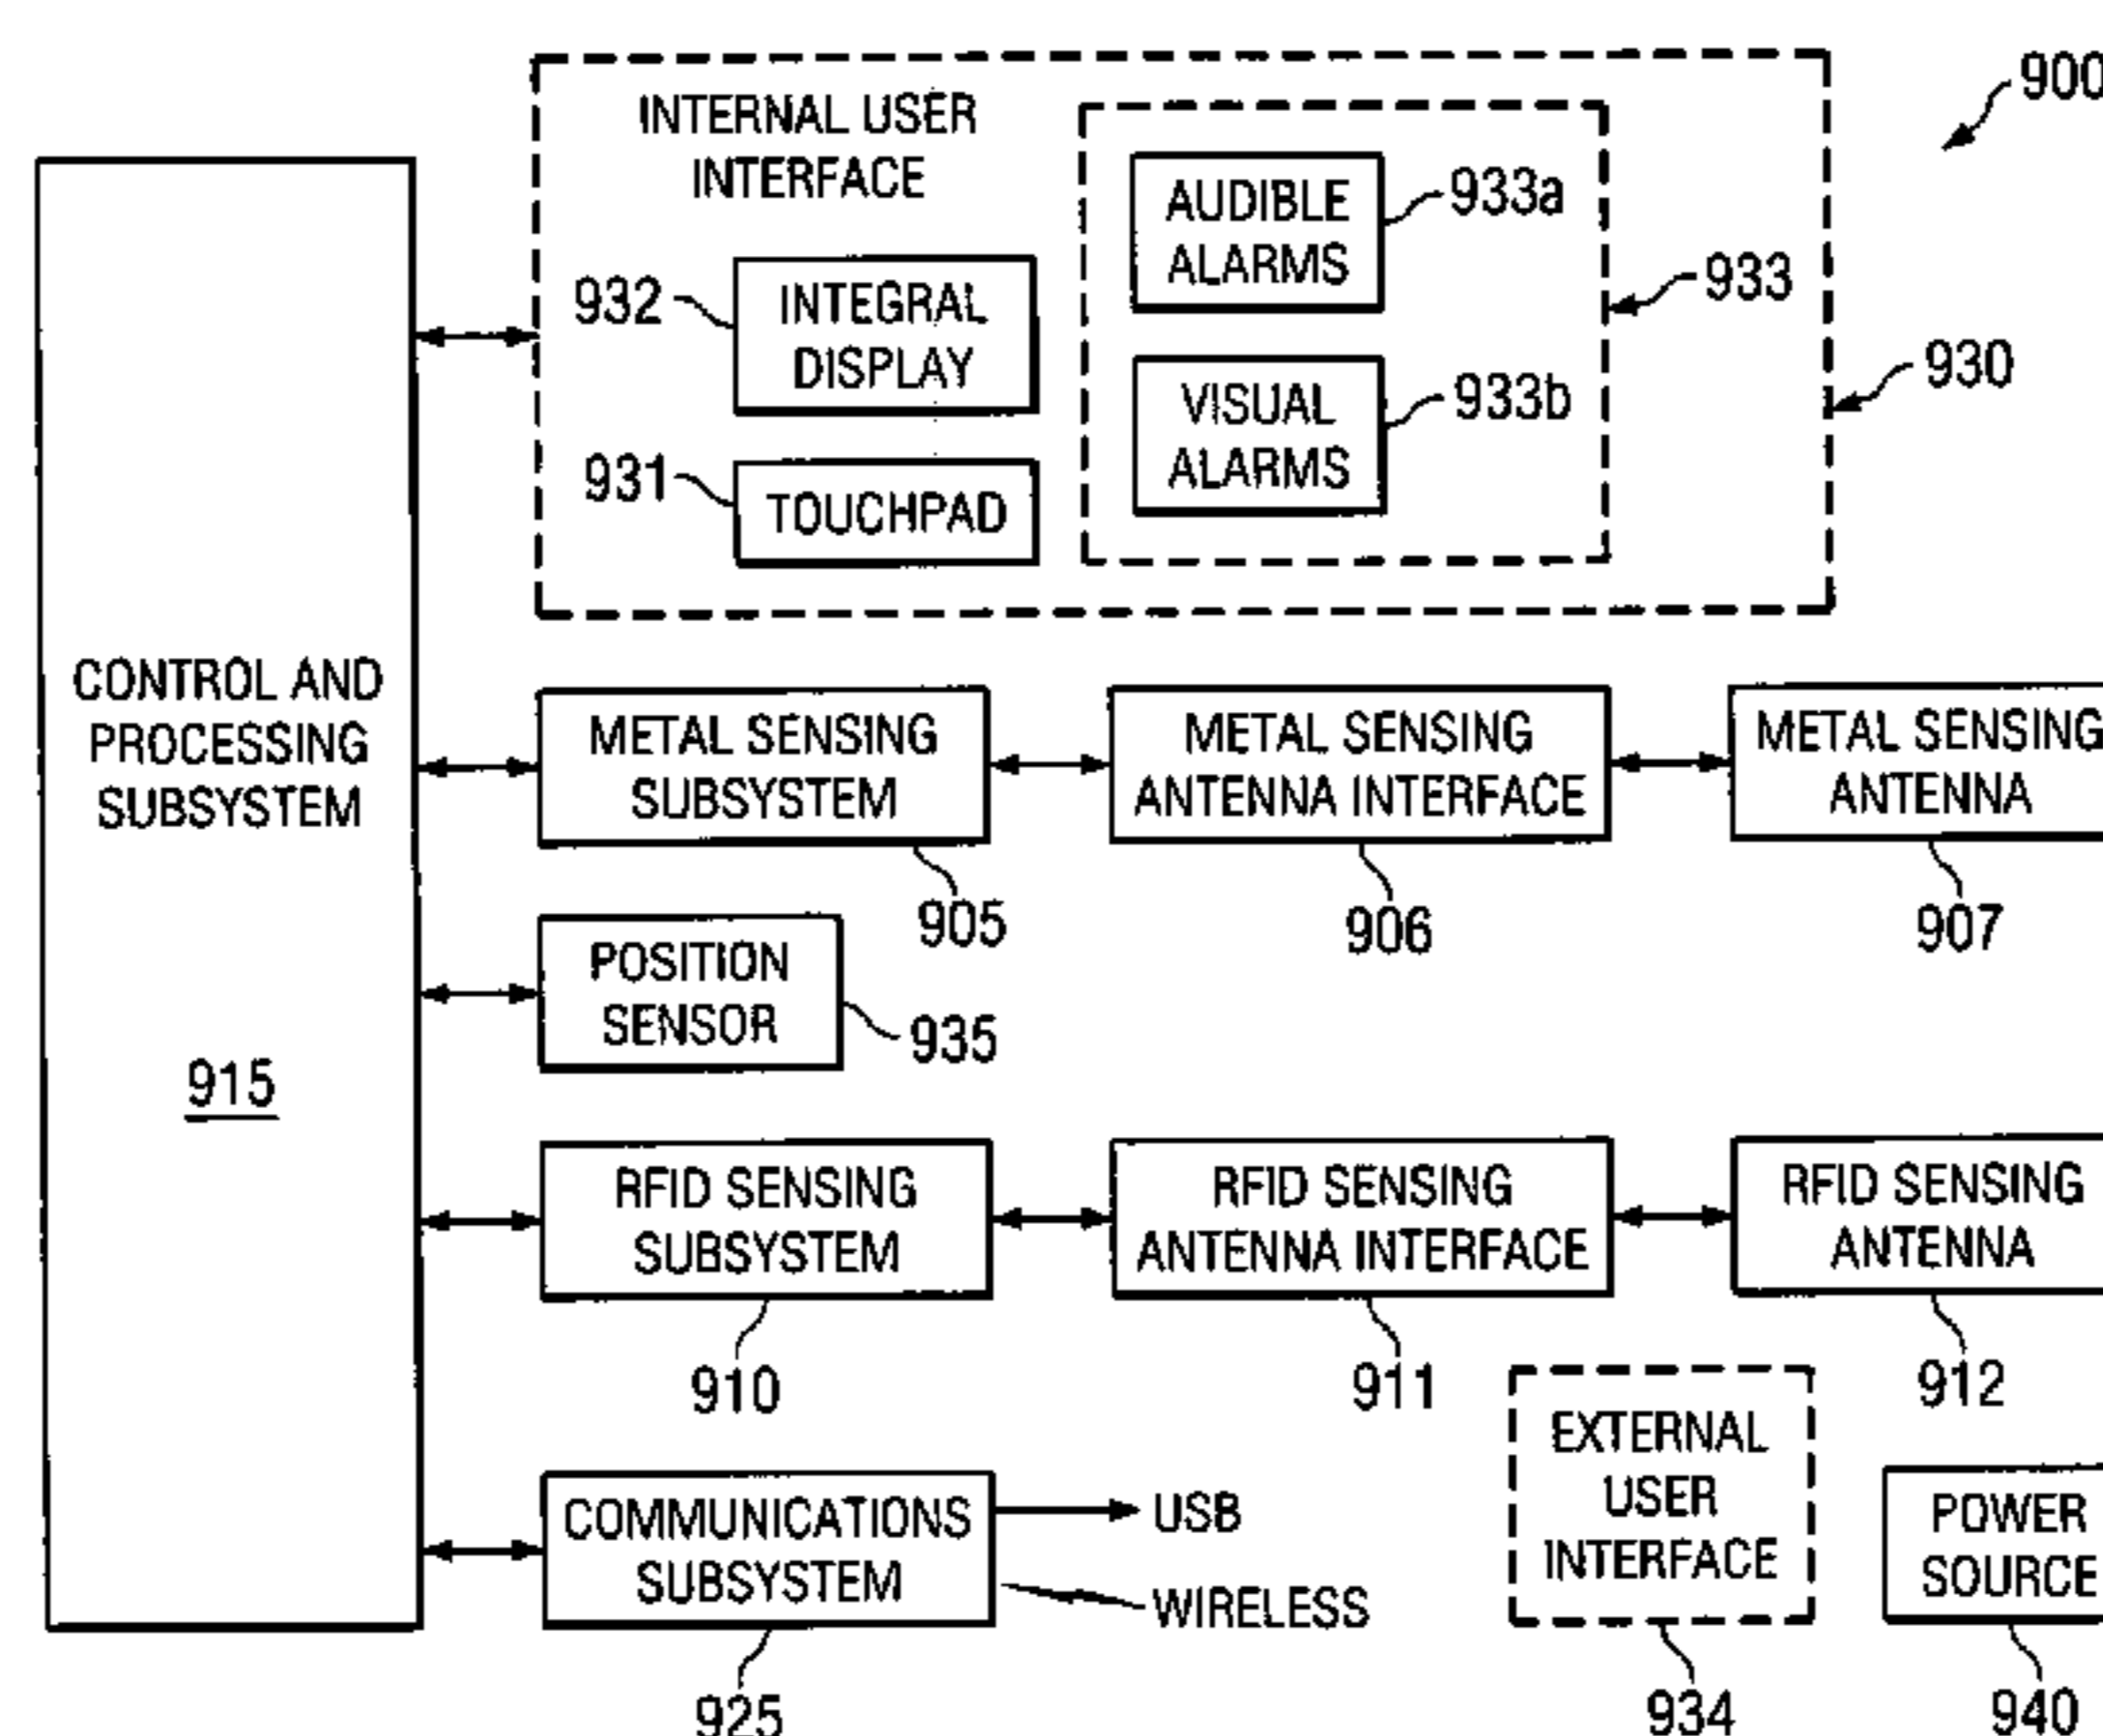 900
INTERNAL USER
INTERFACE
AUDIBLE
ALARMS
933a
933
932
INTEGRAL
DISPLAY
930
VISUAL
ALARMS
933b
931
TOUCHPAD
CONTROL AND
PROCESSING
SUBSYSTEM
915
METAL SENSING
SUBSYSTEM
905
METAL SENSING
ANTENNA INTERFACE
906
METAL SENSING
ANTENNA
907
POSITION
SENSOR
935
RFID SENSING
SUBSYSTEM
910
RFID SENSING
ANTENNA INTERFACE
911
RFID SENSING
ANTENNA
912
COMMUNICATIONS
SUBSYSTEM
925
USB
WIRELESS
EXTERNAL
USER
INTERFACE
934
POWER
SOURCE
940